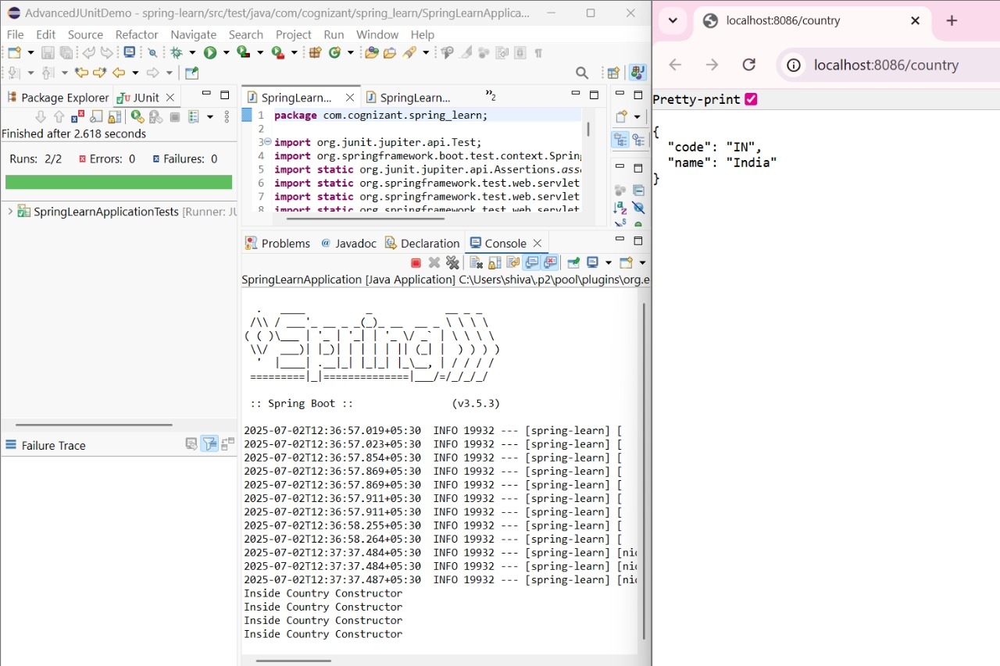 AdvancedJUnitDemo - spring-learn/src/test/java/com/cognizant/spring_learn/SpringLearnApplica...
File Edit Source Refactor Navigate Search Project Run Window Help
Package Explorer
JUnit
Finished after 2.618 seconds
Runs: 2/2 Errors: 0 Failures: 0
SpringLearnApplicationTests [Runner: JU
Failure Trace
SpringLearn...
SpringLearn...
»2
1 package com.cognizant.spring_learn;
2
3 import org.junit.jupiter.api.Test;
4 import org.springframework.boot.test.context.Spring
5 import static org.junit.jupiter.api.Assertions.asse
6 import static org.springframework.test.web.servlet
7 import static org.springframework.test.web.servlet
8 import static org.springframework.test.web.servlet
Problems @ Javadoc Declaration Console
SpringLearnApplication [Java Application] C:\Users\shiva\.p2\pool\plugins\org.e
Spring
:: Spring Boot :: (v3.5.3)
2025-07-02T12:36:57.019+05:30 INFO 19932 --- [spring-learn] [
2025-07-02T12:36:57.023+05:30 INFO 19932 --- [spring-learn] [
2025-07-02T12:36:57.854+05:30 INFO 19932 --- [spring-learn] [
2025-07-02T12:36:57.869+05:30 INFO 19932 --- [spring-learn] [
2025-07-02T12:36:57.869+05:30 INFO 19932 --- [spring-learn] [
2025-07-02T12:36:57.911+05:30 INFO 19932 --- [spring-learn] [
2025-07-02T12:36:57.911+05:30 INFO 19932 --- [spring-learn] [
2025-07-02T12:36:58.255+05:30 INFO 19932 --- [spring-learn] [
2025-07-02T12:36:58.264+05:30 INFO 19932 --- [spring-learn] [
2025-07-02T12:37:37.484+05:30 INFO 19932 --- [spring-learn] [nio
2025-07-02T12:37:37.484+05:30 INFO 19932 --- [spring-learn] [nio
2025-07-02T12:37:37.487+05:30 INFO 19932 --- [spring-learn] [nio
Inside Country Constructor
Inside Country Constructor
Inside Country Constructor
Inside Country Constructor
localhost:8086/country
localhost:8086/country
Pretty-print
{
"code": "IN",
"name": "India"
}